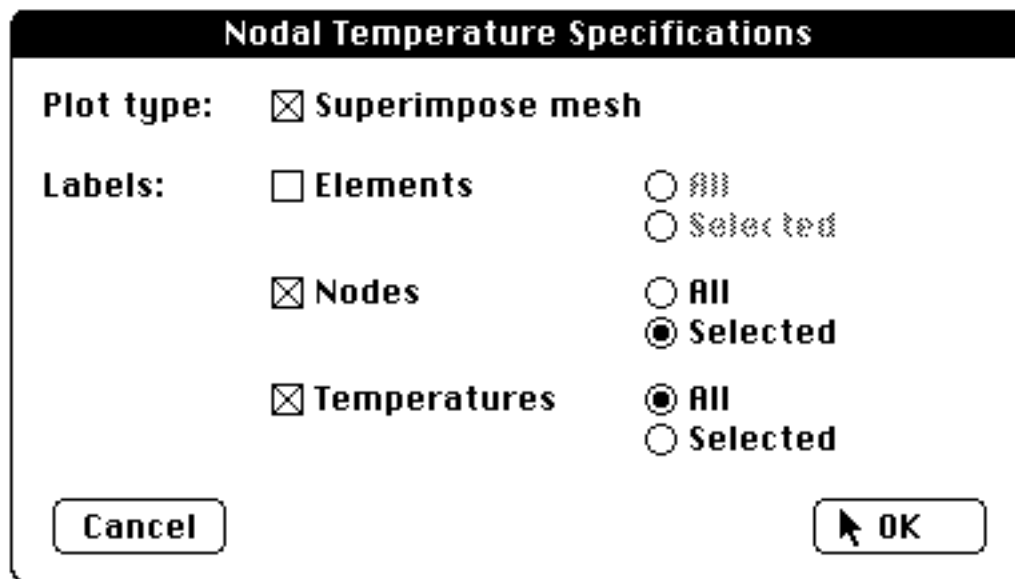 Nodal Temperature Specifications
Plot type: Superimpose mesh
Labels: Elements All
Selected
Nodes All
Selected
Temperatures All
Selected
Cancel OK